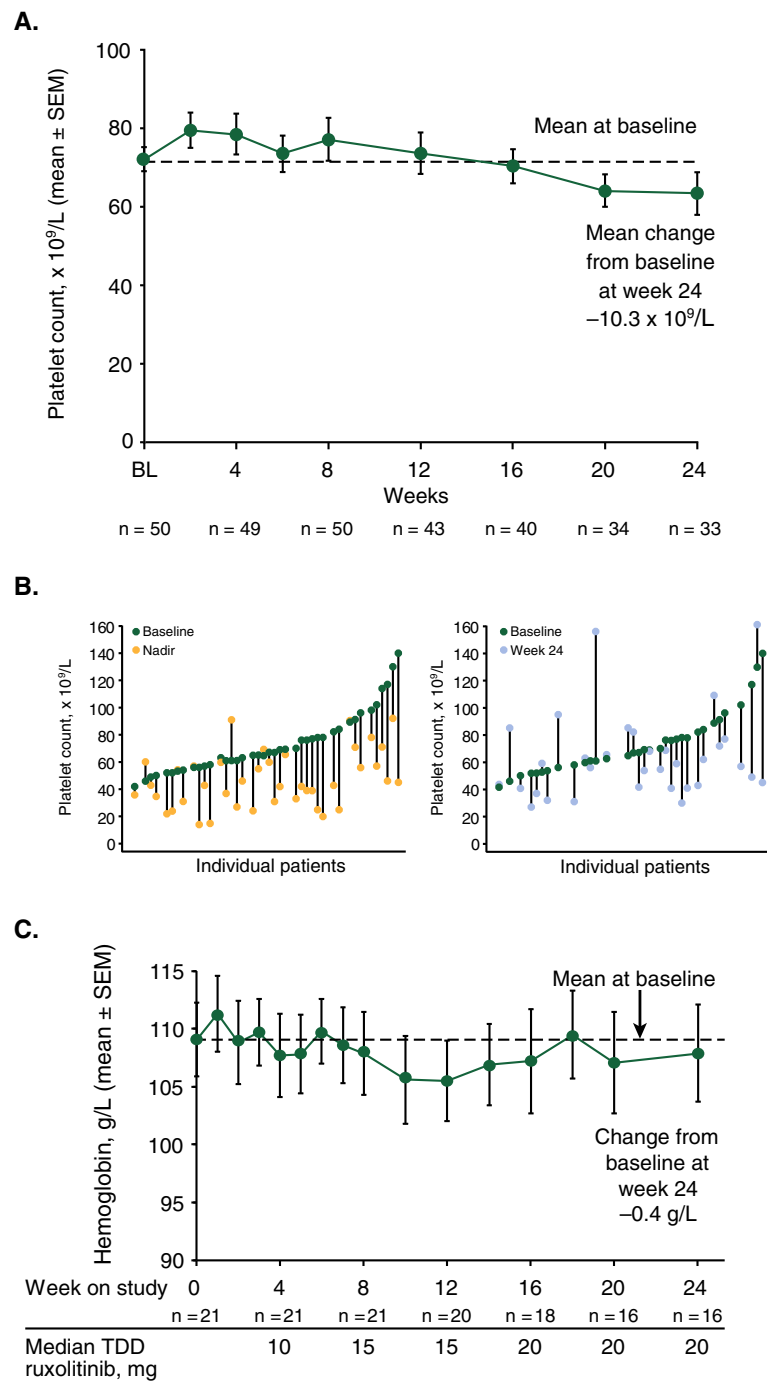 A.
Platelet count, x 10⁹/L (mean ± SEM)
100
80
60
40
20
0
Mean at baseline
Mean change
from baseline
at week 24
–10.3 x 10⁹/L
BL 4 8 12 16 20 24
Weeks
n = 50 n = 49 n = 50 n = 43 n = 40 n = 34 n = 33
B.
Platelet count, x 10⁹/L
160
140
120
100
80
60
40
20
0
Baseline
Nadir
Individual patients
Platelet count, x 10⁹/L
160
140
120
100
80
60
40
20
0
Baseline
Week 24
Individual patients
C.
Hemoglobin, g/L (mean ± SEM)
115
110
105
100
95
90
Mean at baseline
Change from
baseline at
week 24
–0.4 g/L
Week on study 0 4 8 12 16 20 24
n =21 n =21 n =21 n =20 n =18 n =16 n =16
Median TDD 10 15 15 20 20 20
ruxolitinib, mg